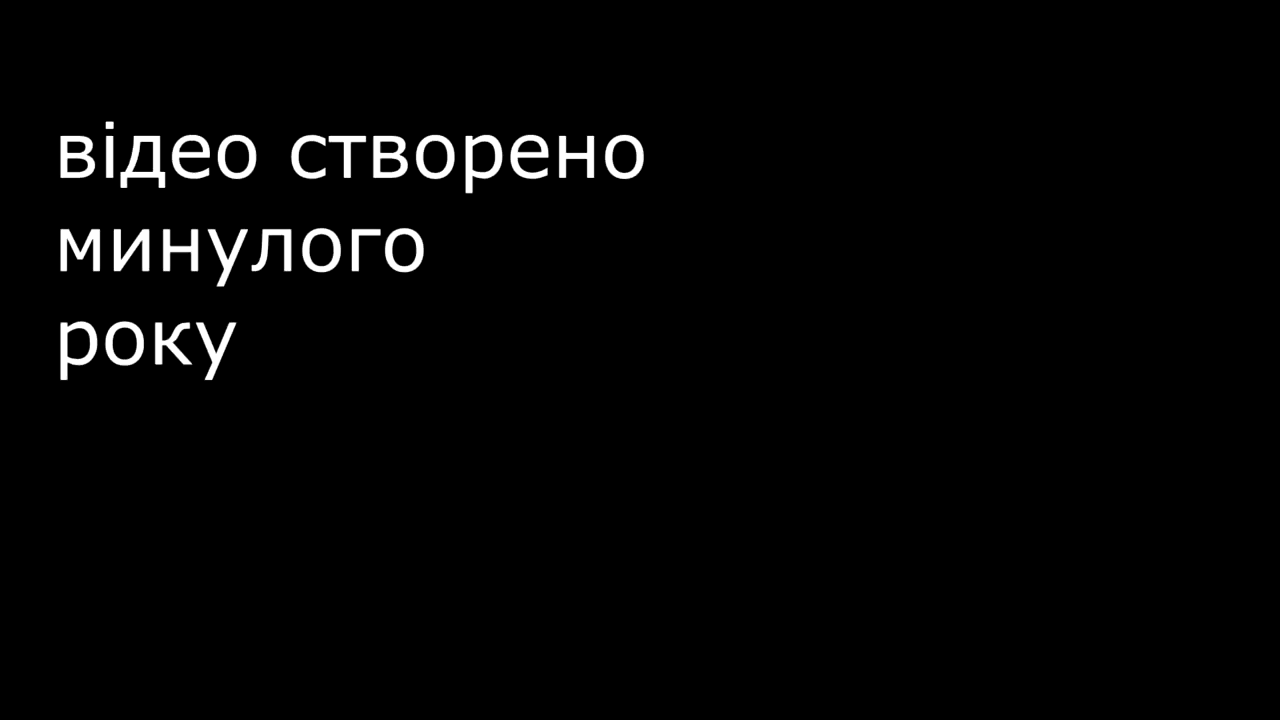 відео створено
минулого
року